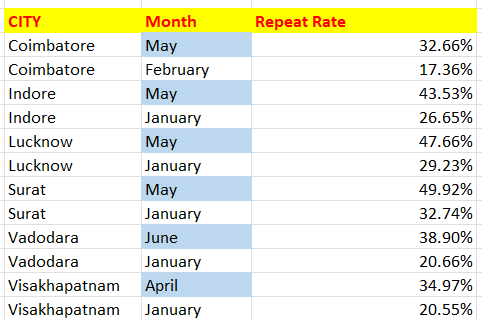 CITY Month Repeat Rate
Coimbatore May 32.66%
Coimbatore February 17.36%
Indore May 43.53%
Indore January 26.65%
Lucknow May 47.66%
Lucknow January 29.23%
Surat May 49.92%
Surat January 32.74%
Vadodara June 38.90%
Vadodara January 20.66%
Visakhapatnam April 34.97%
Visakhapatnam January 20.55%